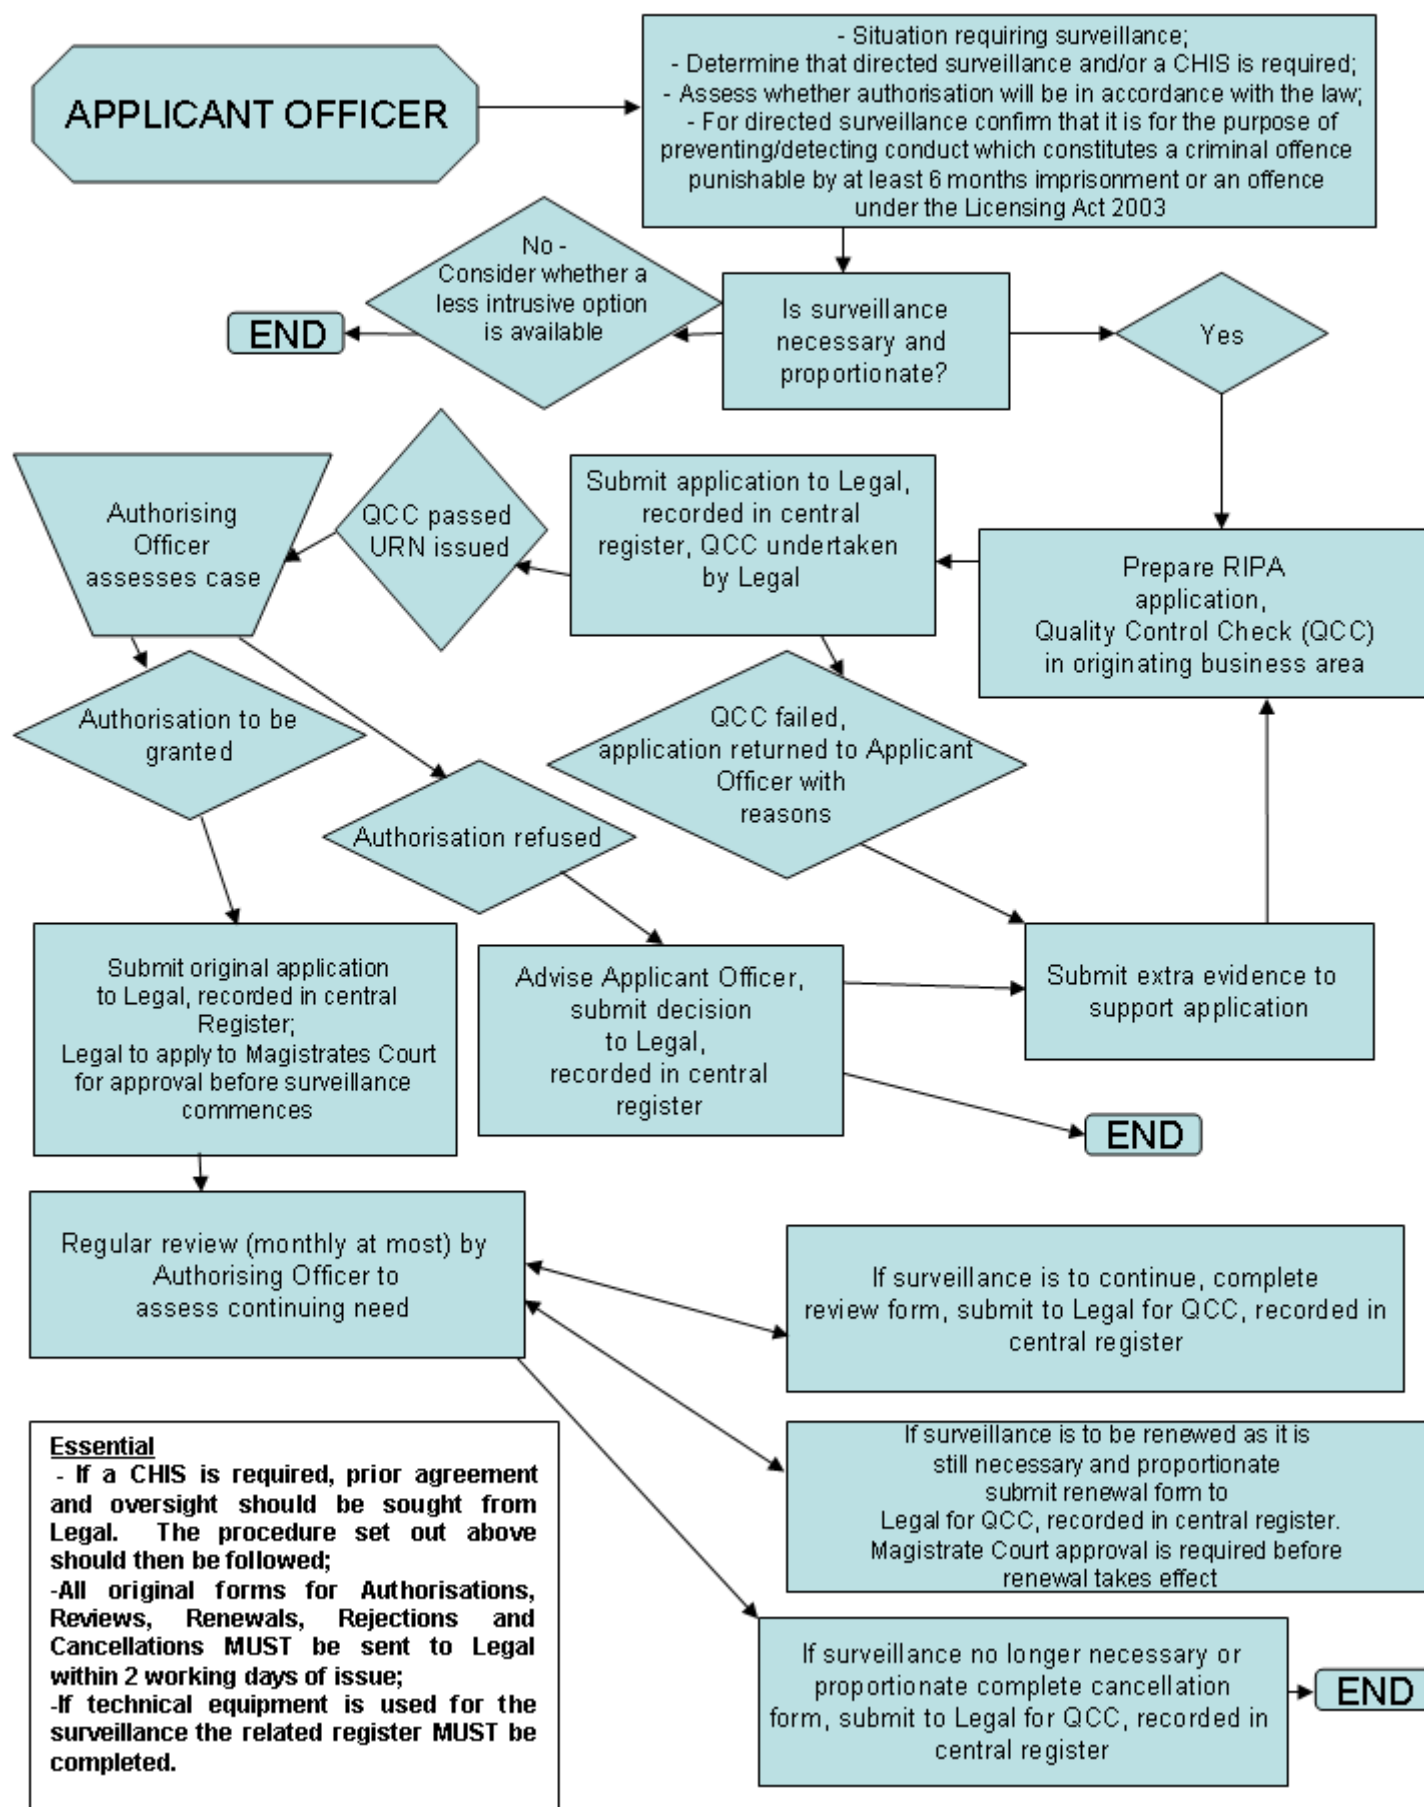 APPLICANT OFFICER
- Situation requiring surveillance;
- Determine that directed surveillance and/or a CHIS is required;
- Assess whether authorisation will be in accordance with the law;
- For directed surveillance confirm that it is for the purpose of
preventing/detecting conduct which constitutes a criminal offence
punishable by at least 6 months imprisonment or an offence
under the Licensing Act 2003
No -
Consider whether a
less intrusive option
is available
END
Is surveillance
necessary and
proportionate?
Yes
Authorising
Officer
assesses case
QCC passed
URN issued
Submit application to Legal,
recorded in central
register, QCC undertaken
by Legal
Prepare RIPA
application,
Quality Control Check (QCC)
in originating business area
Authorisation to be
granted
QCC failed,
application returned to Applicant
Officer with
reasons
Authorisation refused
Submit original application
to Legal, recorded in central
Register;
Legal to apply to Magistrates Court
for approval before surveillance
commences
Advise Applicant Officer,
submit decision
to Legal,
recorded in central
register
Submit extra evidence to
support application
END
Regular review (monthly at most) by
Authorising Officer to
assess continuing need
If surveillance is to continue, complete
review form, submit to Legal for QCC, recorded in
central register
If surveillance is to be renewed as it is
still necessary and proportionate
submit renewal form to
Legal for QCC, recorded in central register.
Magistrate Court approval is required before
renewal takes effect
If surveillance no longer necessary or
proportionate complete cancellation
form, submit to Legal for QCC, recorded in
central register
END
Essential
- If a CHIS is required, prior agreement
and oversight should be sought from
Legal. The procedure set out above
should then be followed;
-All original forms for Authorisations,
Reviews, Renewals, Rejections and
Cancellations MUST be sent to Legal
within 2 working days of issue;
-If technical equipment is used for the
surveillance the related register MUST be
completed.